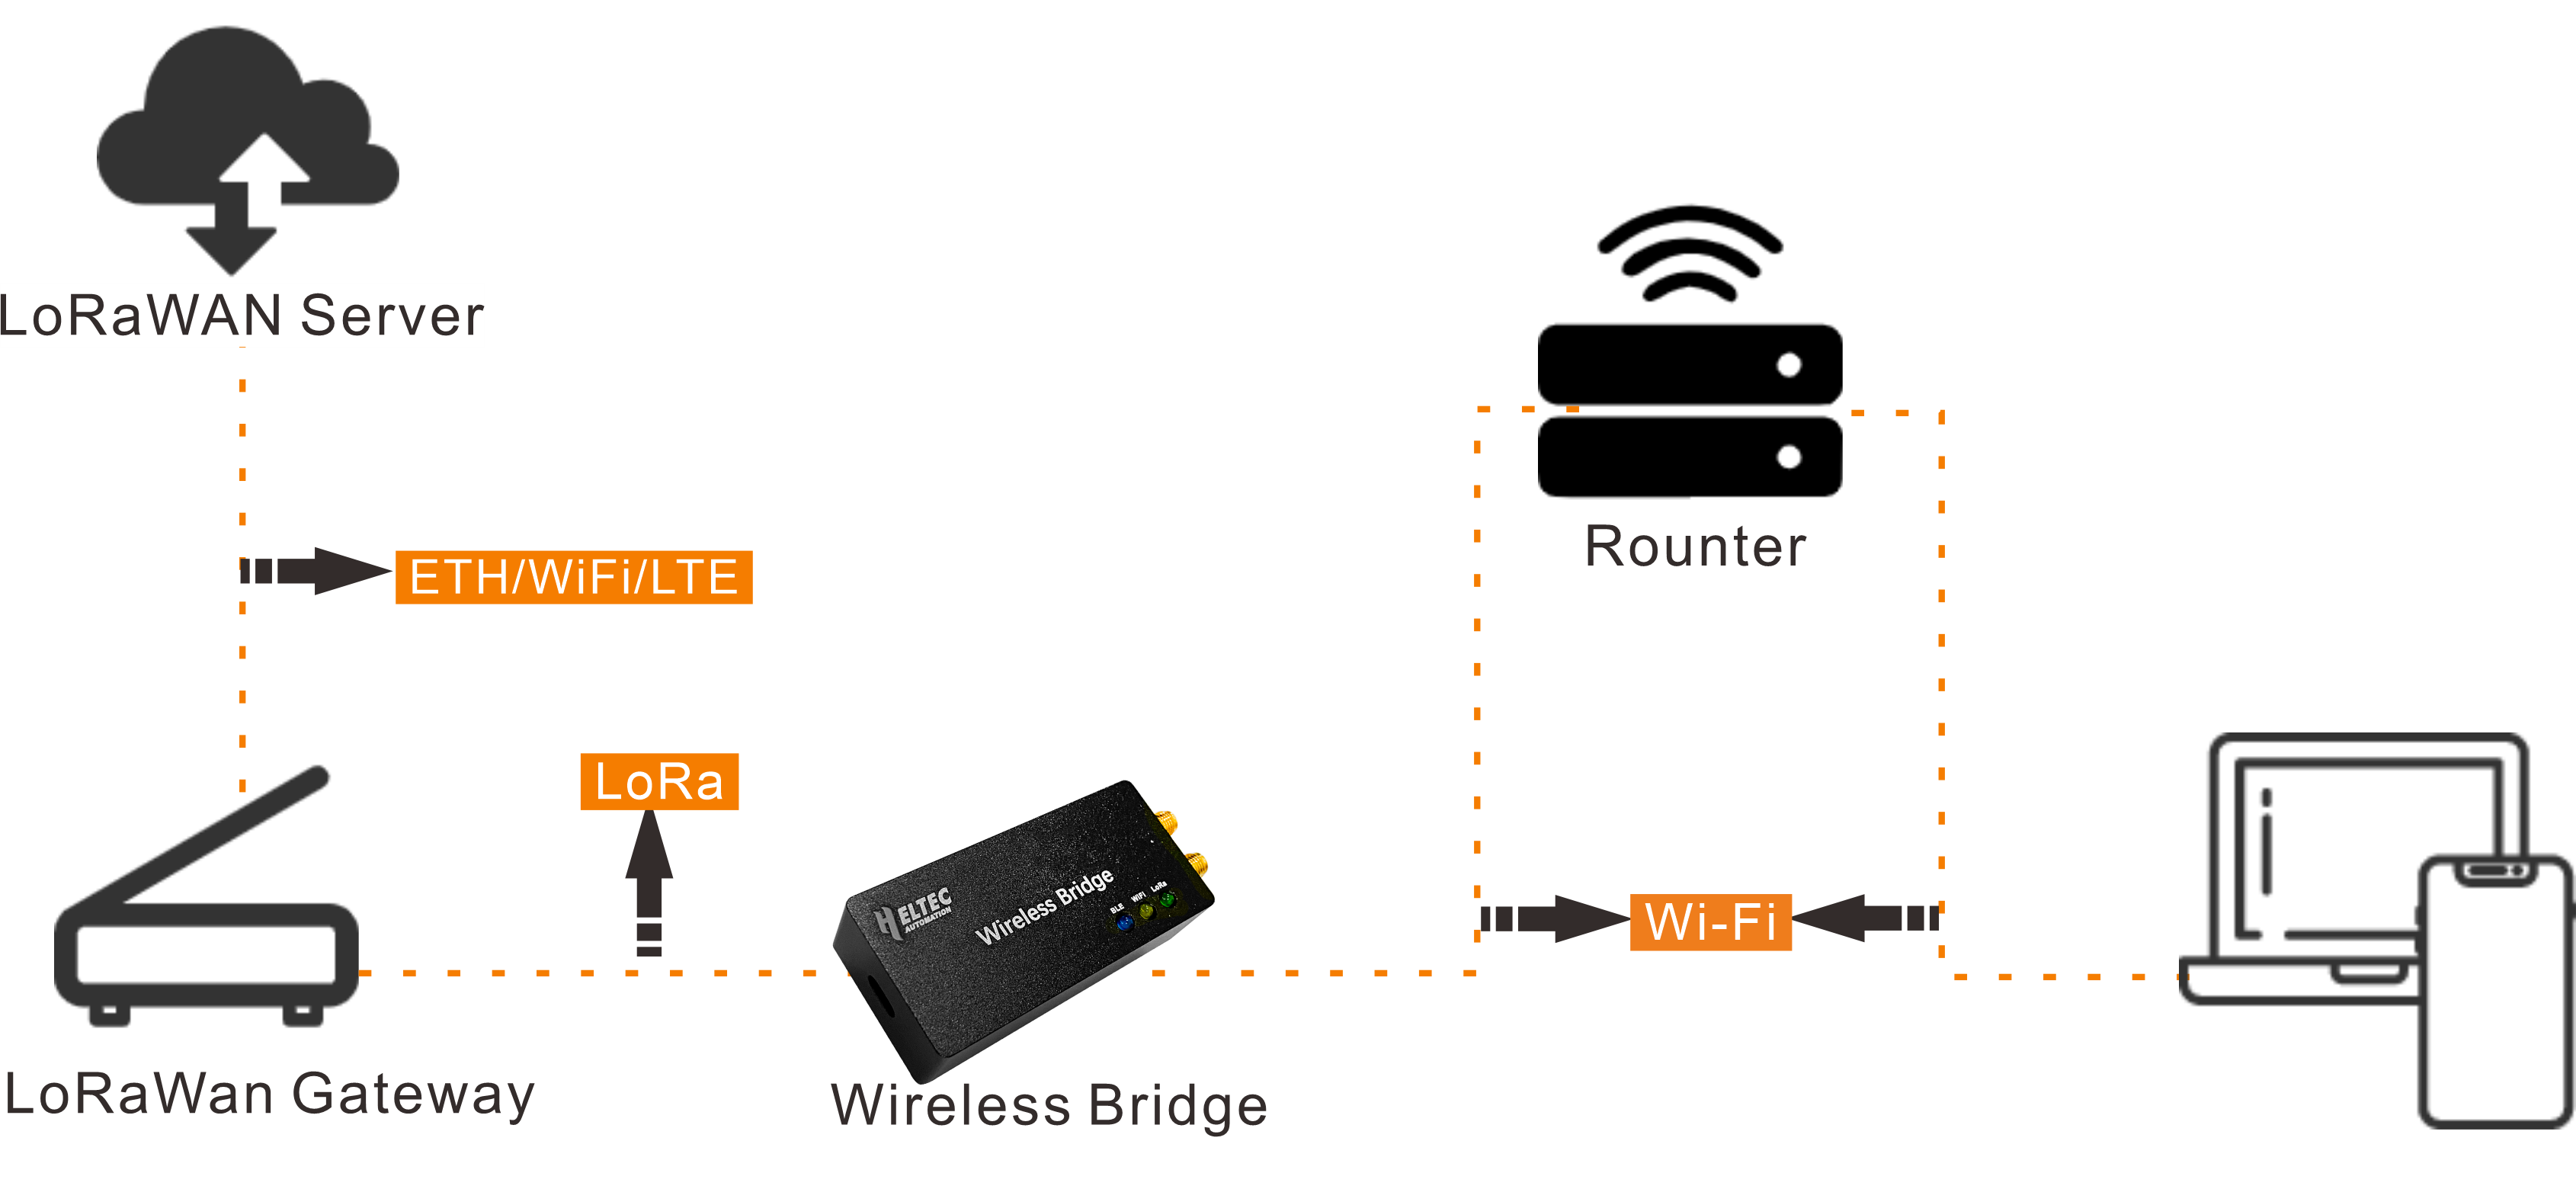 LoRaWAN Server
Rounter
ETH/WiFi/LTE
LoRa
HELTEC
AUTOMATION
Wireless Bridge
BLE WiFi LoRa
Wi-Fi
LoRaWan Gateway
Wireless Bridge